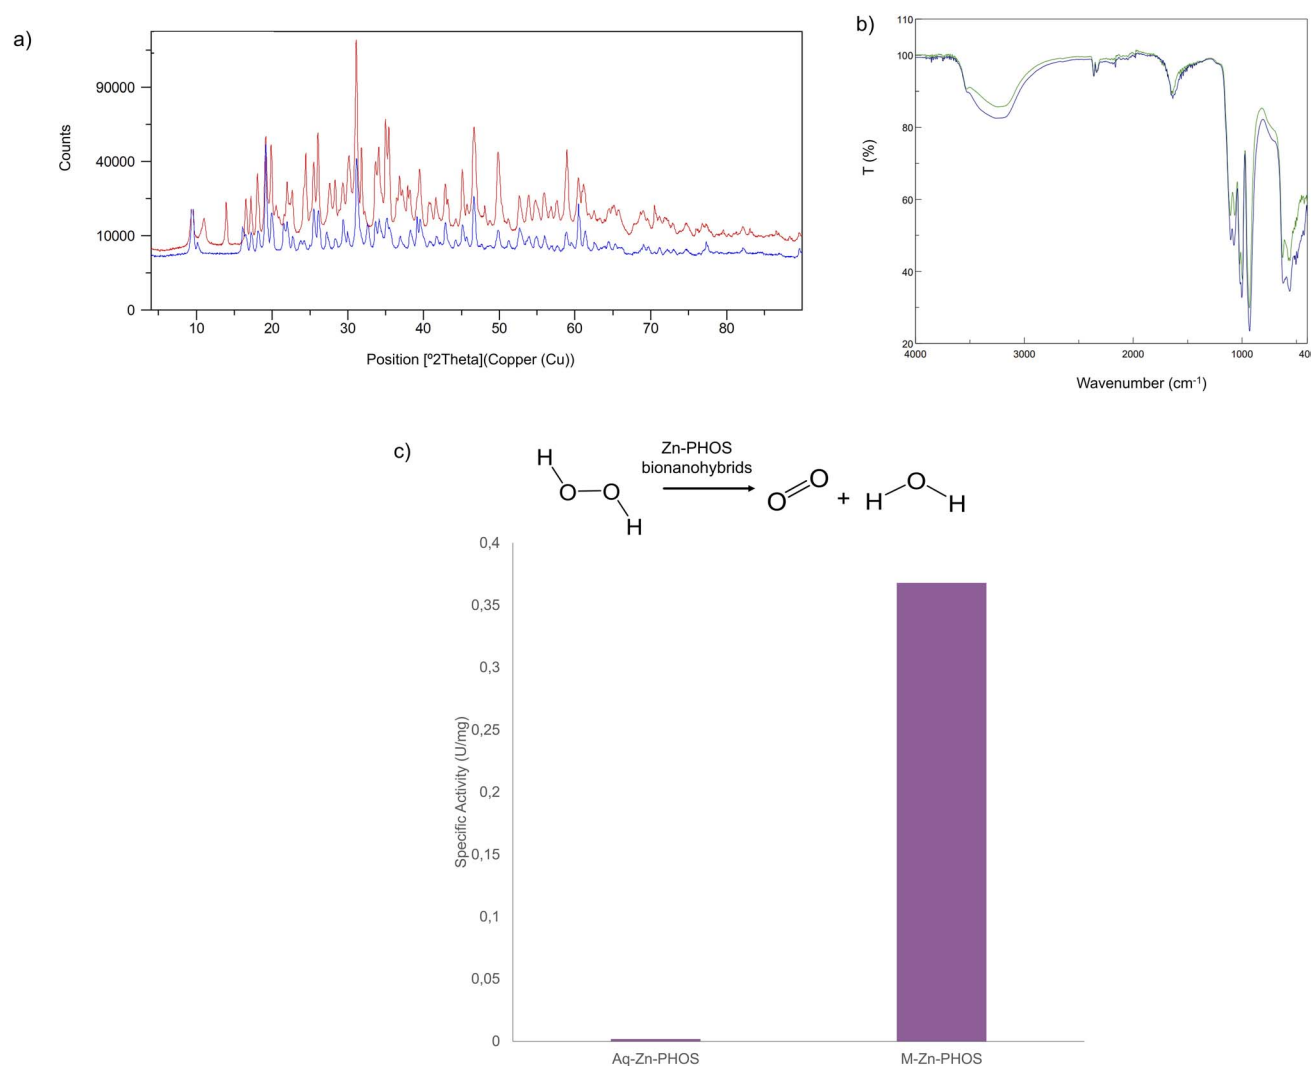 a)
90000
40000
10000
0
Counts
10 20 30 40 50 60 70 80
Position [º2Theta](Copper (Cu))
b)
110
100
80
60
40
20
T (%)
4000 3000 2000 1000 40
Wavenumber (cm⁻¹)
c)
Zn-PHOS
bionanohybrids
H
O O
H
O
O
+
H O H
0,4
0,35
0,3
0,25
0,2
0,15
0,1
0,05
0
Specific Activity (U/mg)
Aq-Zn-PHOS M-Zn-PHOS